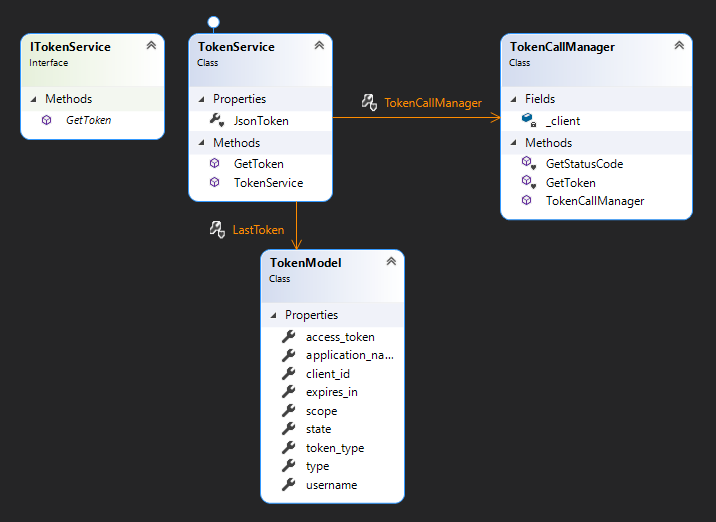 ITokenService
Interface
Methods
GetToken
TokenService
Class
Properties
JsonToken
Methods
GetToken
TokenService
TokenCallManager
TokenCallManager
Class
Fields
_client
Methods
GetStatusCode
GetToken
TokenCallManager
LastToken
TokenModel
Class
Properties
access_token
application_na...
client_id
expires_in
scope
state
token_type
type
username